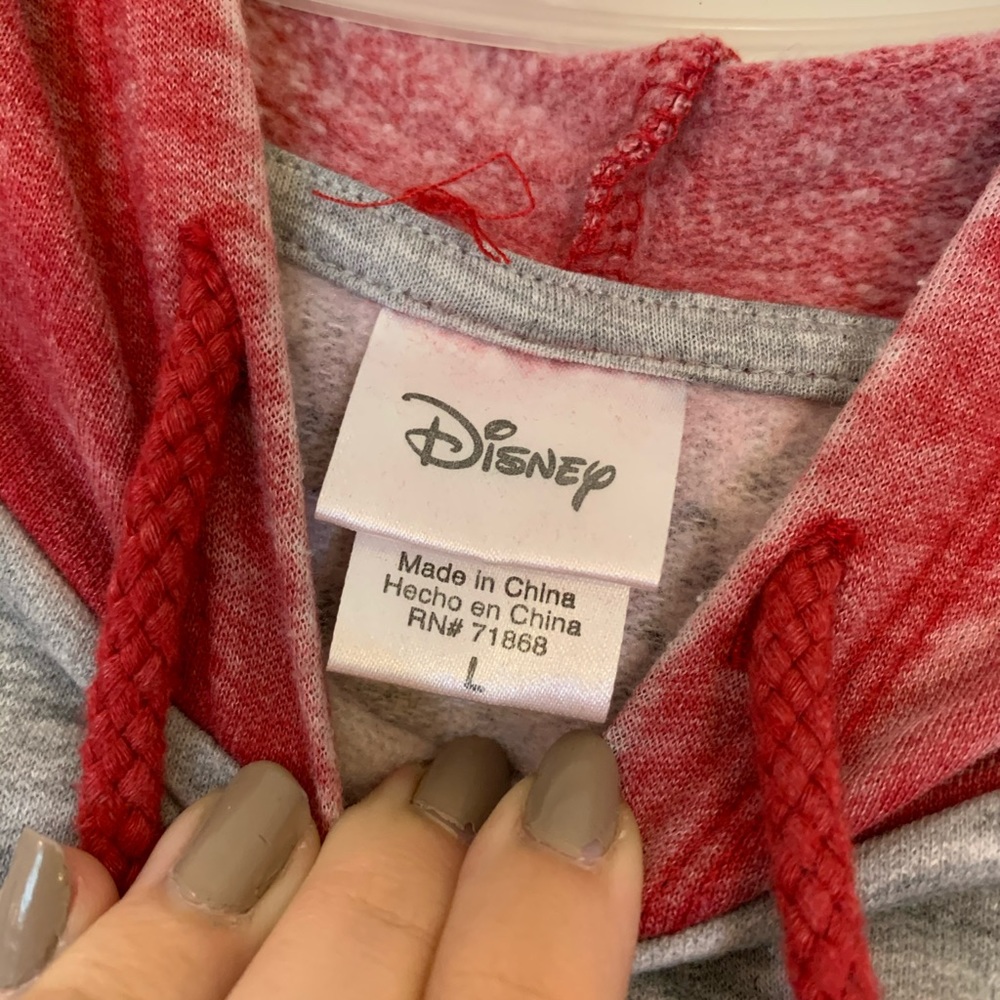 Disney
Made in China
Hecho en China
RN# 71868
L